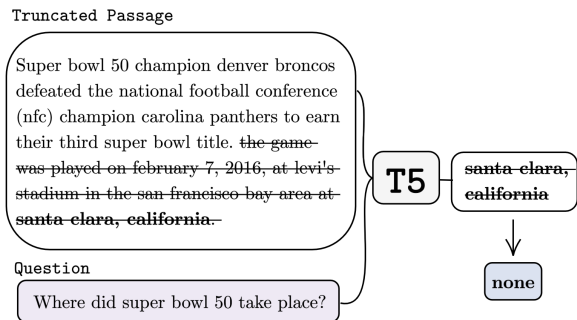 Truncated Passage
Super bowl 50 champion denver broncos
defeated the national football conference
(nfc) champion carolina panthers to earn
their third super bowl title. the game
was played on february 7, 2016, at levi's
stadium in the san francisco bay area at
santa clara, california.
T5
santa clara,
california
none
Question
Where did super bowl 50 take place?